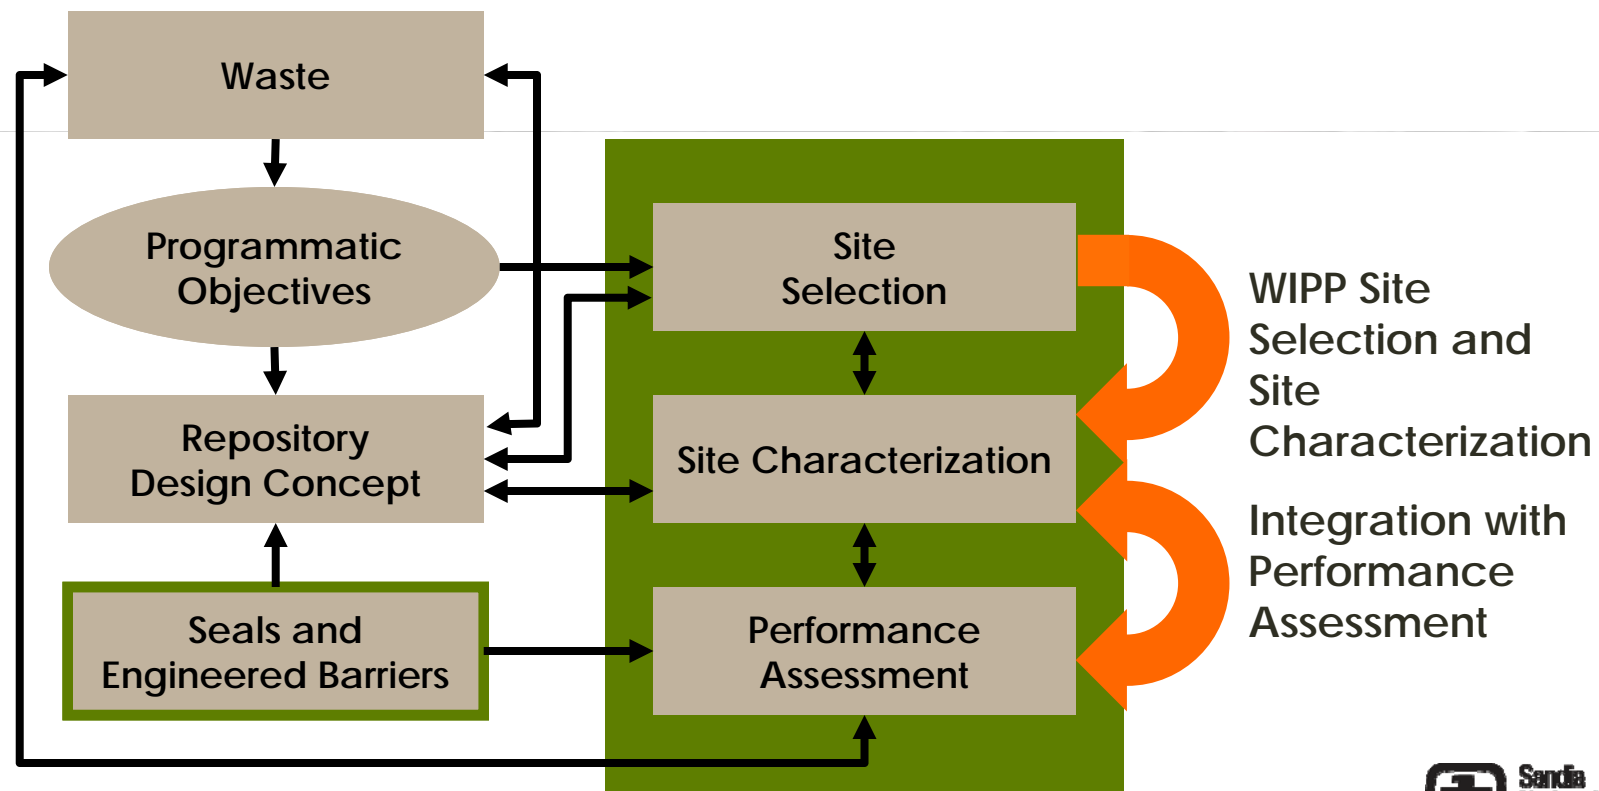 Waste
Programmatic
Objectives
Site
Selection
Repository
Design Concept
Site Characterization
Seals and
Engineered Barriers
Performance
Assessment
WIPP Site
Selection and
Site
Characterization
Integration with
Performance
Assessment
Sandia